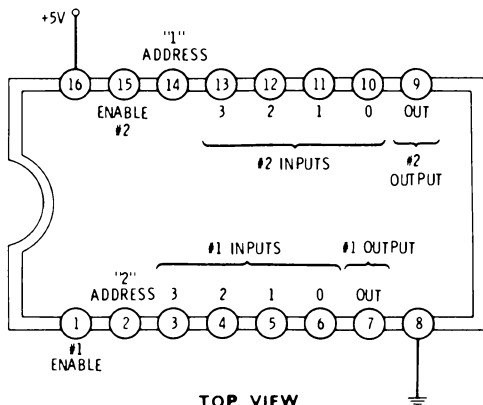 +5V
"1"
ADDRESS
16 15 14 13 12 11 10 9
ENABLE
#2
3 2 1 0 OUT
#2 INPUTS
#2
OUTPUT
#1 INPUTS
#1 OUTPUT
"2"
ADDRESS
3 2 1 0 OUT
1 2 3 4 5 6 7 8
#1
ENABLE
TOP VIEW